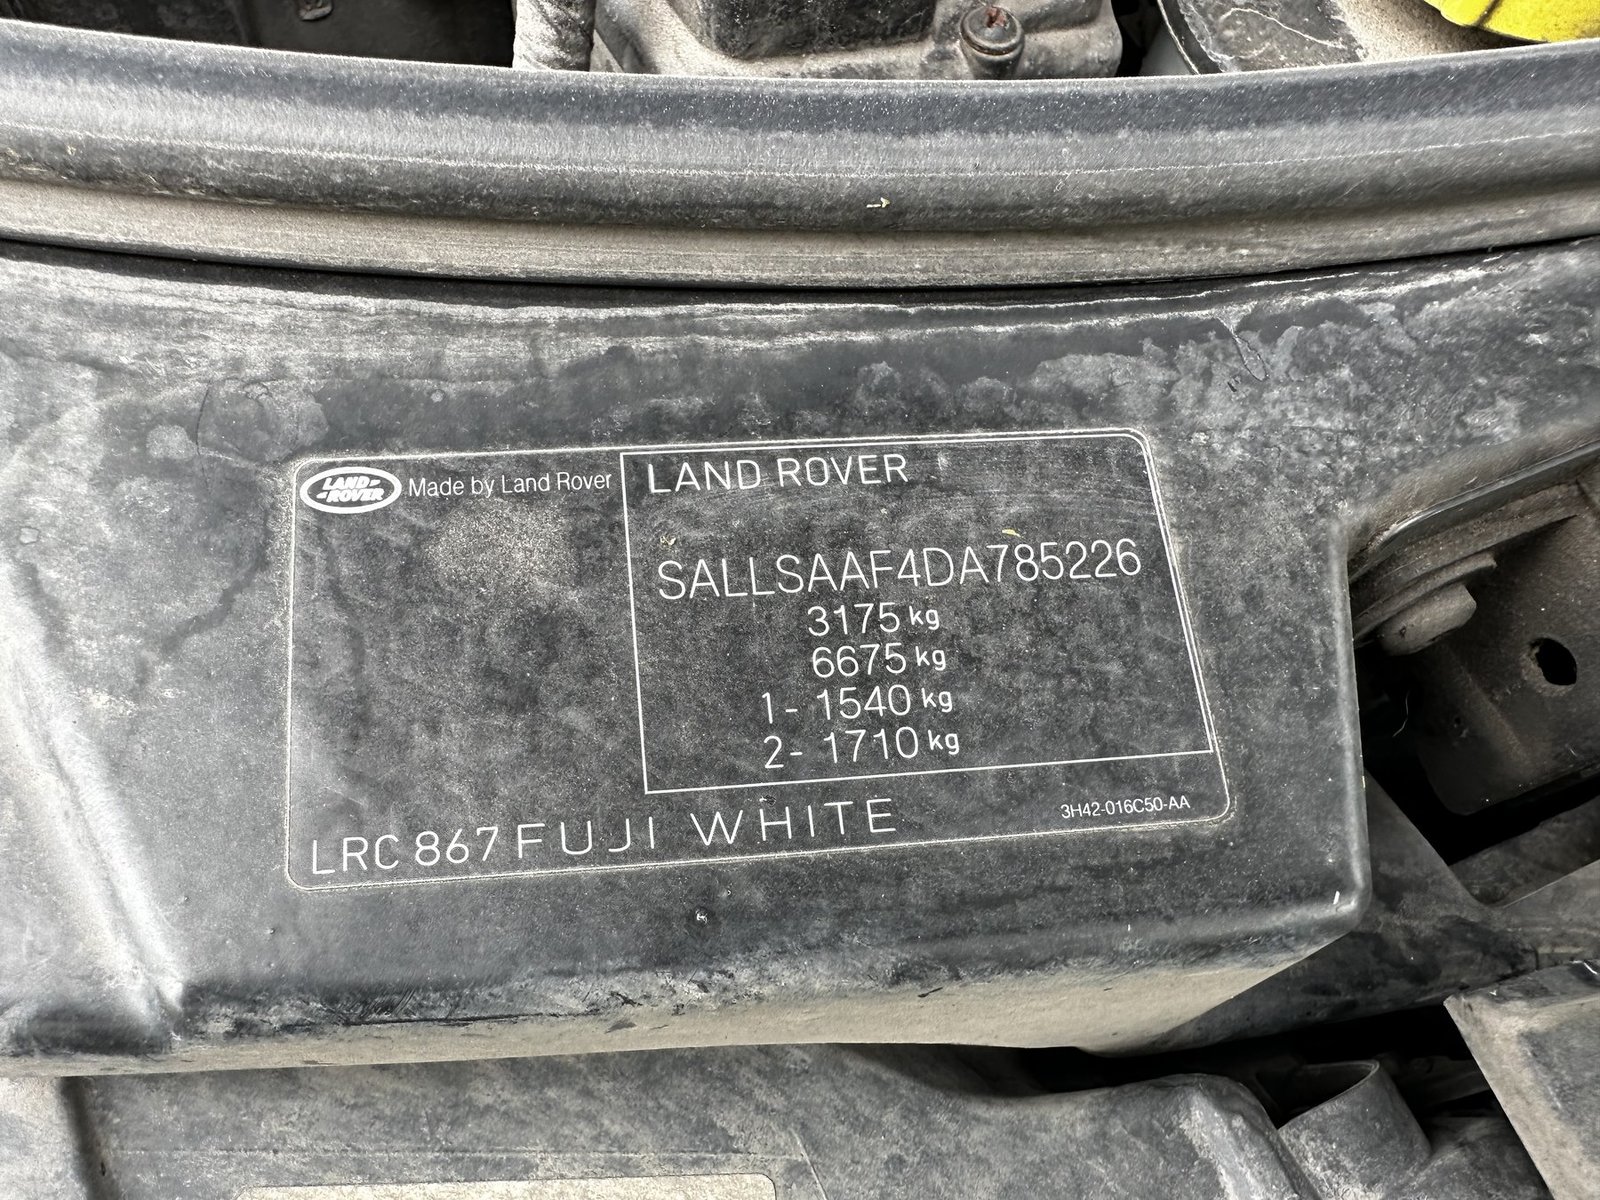 LAND ROVER Made by Land Rover
LAND ROVER
SALLSAAF4DA785226
3175 kg
6675 kg
1- 1540 kg
2- 1710 kg
LRC 867 FUJI WHITE
3H42-016C50-AA